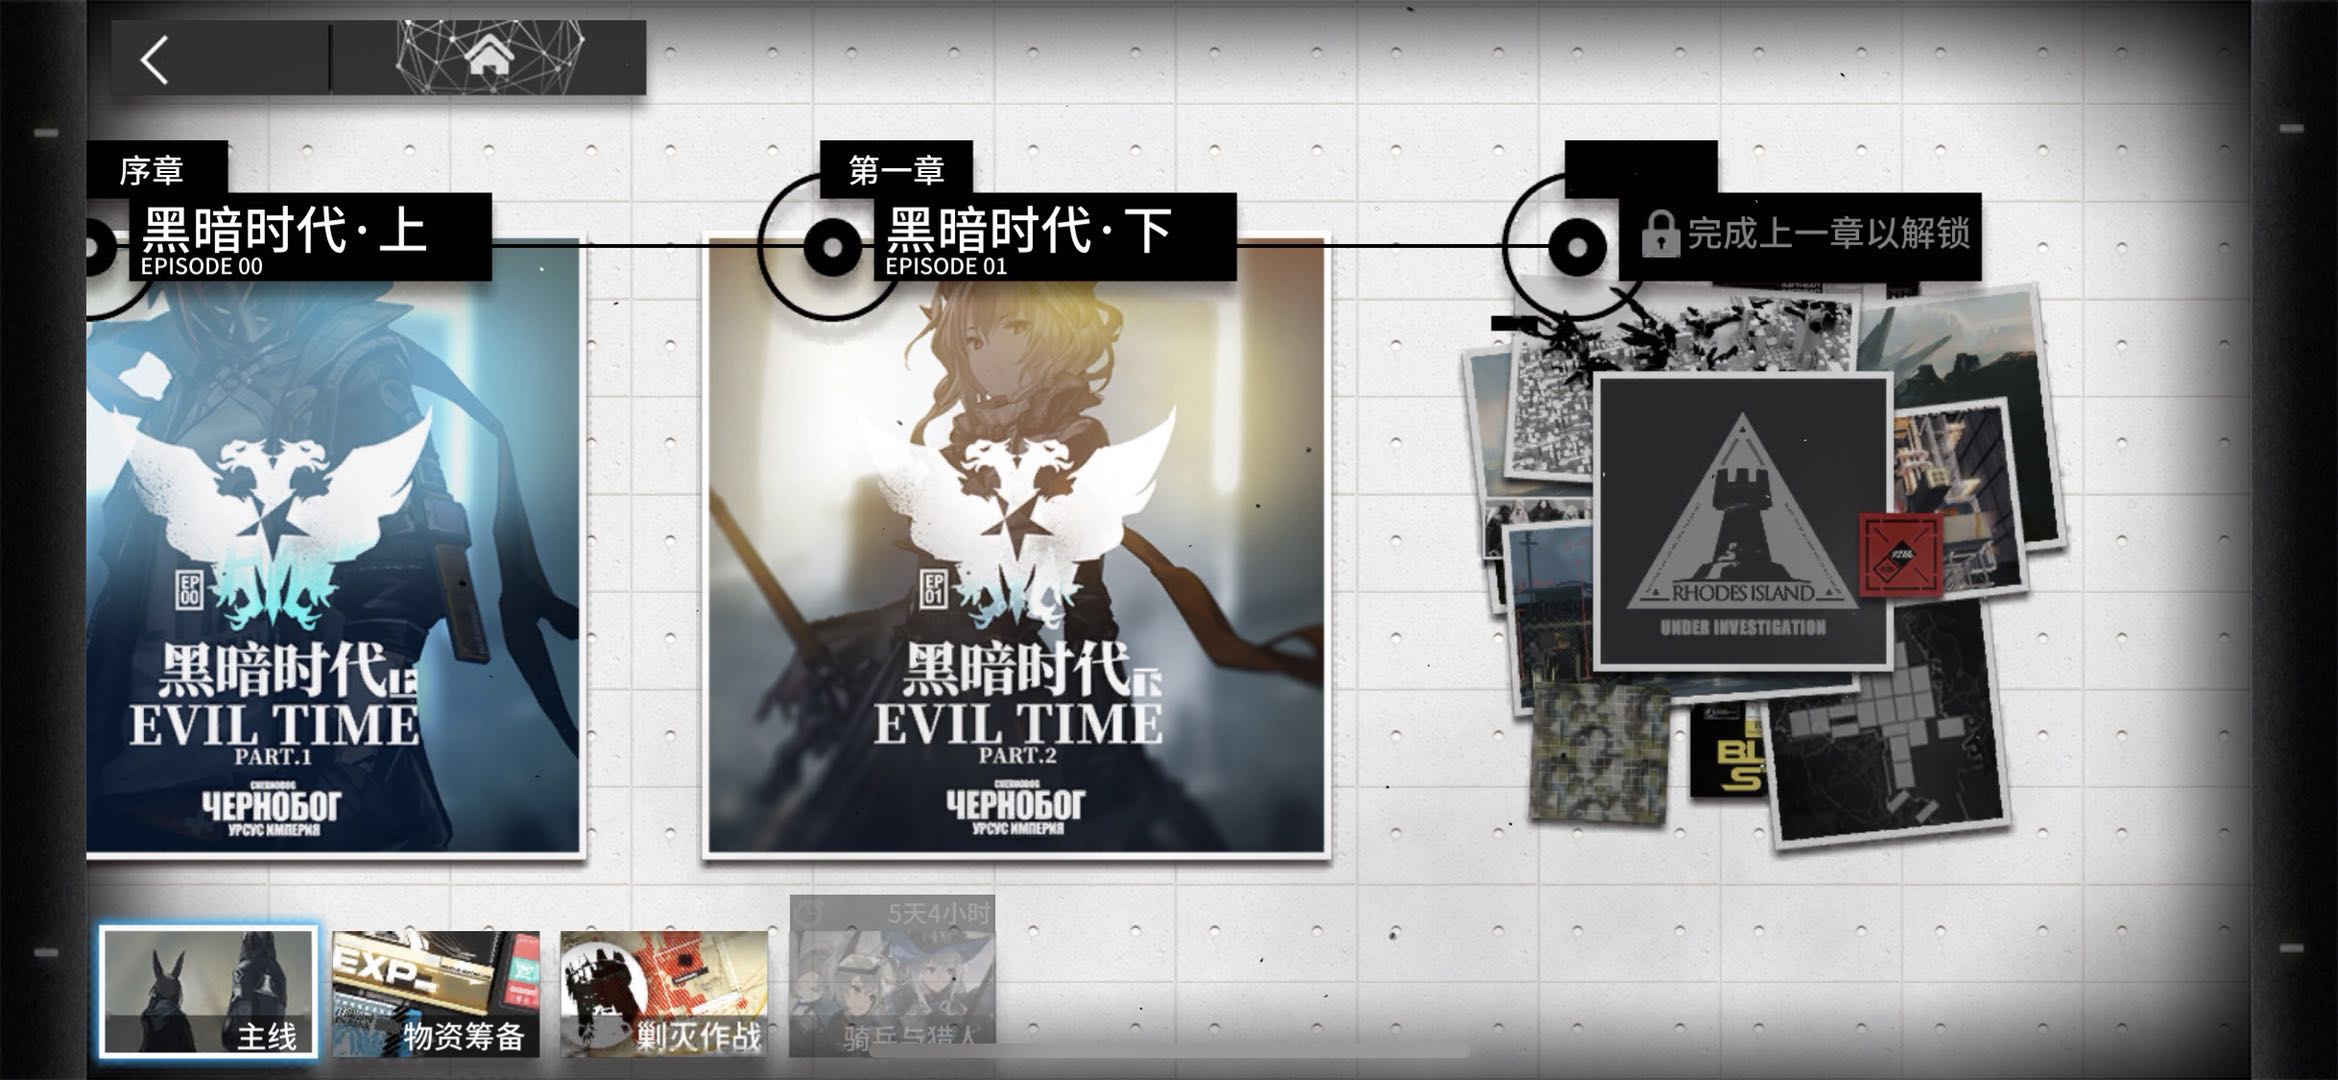 序章
黑暗时代·上
EPISODE 00
第一章
黑暗时代·下
EPISODE 01
完成上一章以解锁
EP
00
黑暗时代上
EVIL TIME
PART.1
CHERNOBOG
ЧЕРНОБОГ
УРСУС ИМПЕРИЯ
EP
01
黑暗时代下
EVIL TIME
PART.2
CHERNOBOG
ЧЕРНОБОГ
УРСУС ИМПЕРИЯ
RHODES ISLAND
UNDER INVESTIGATION
BL
S
主线
EXP
物资筹备
剿灭作战
5天4小时
骑兵与猎人